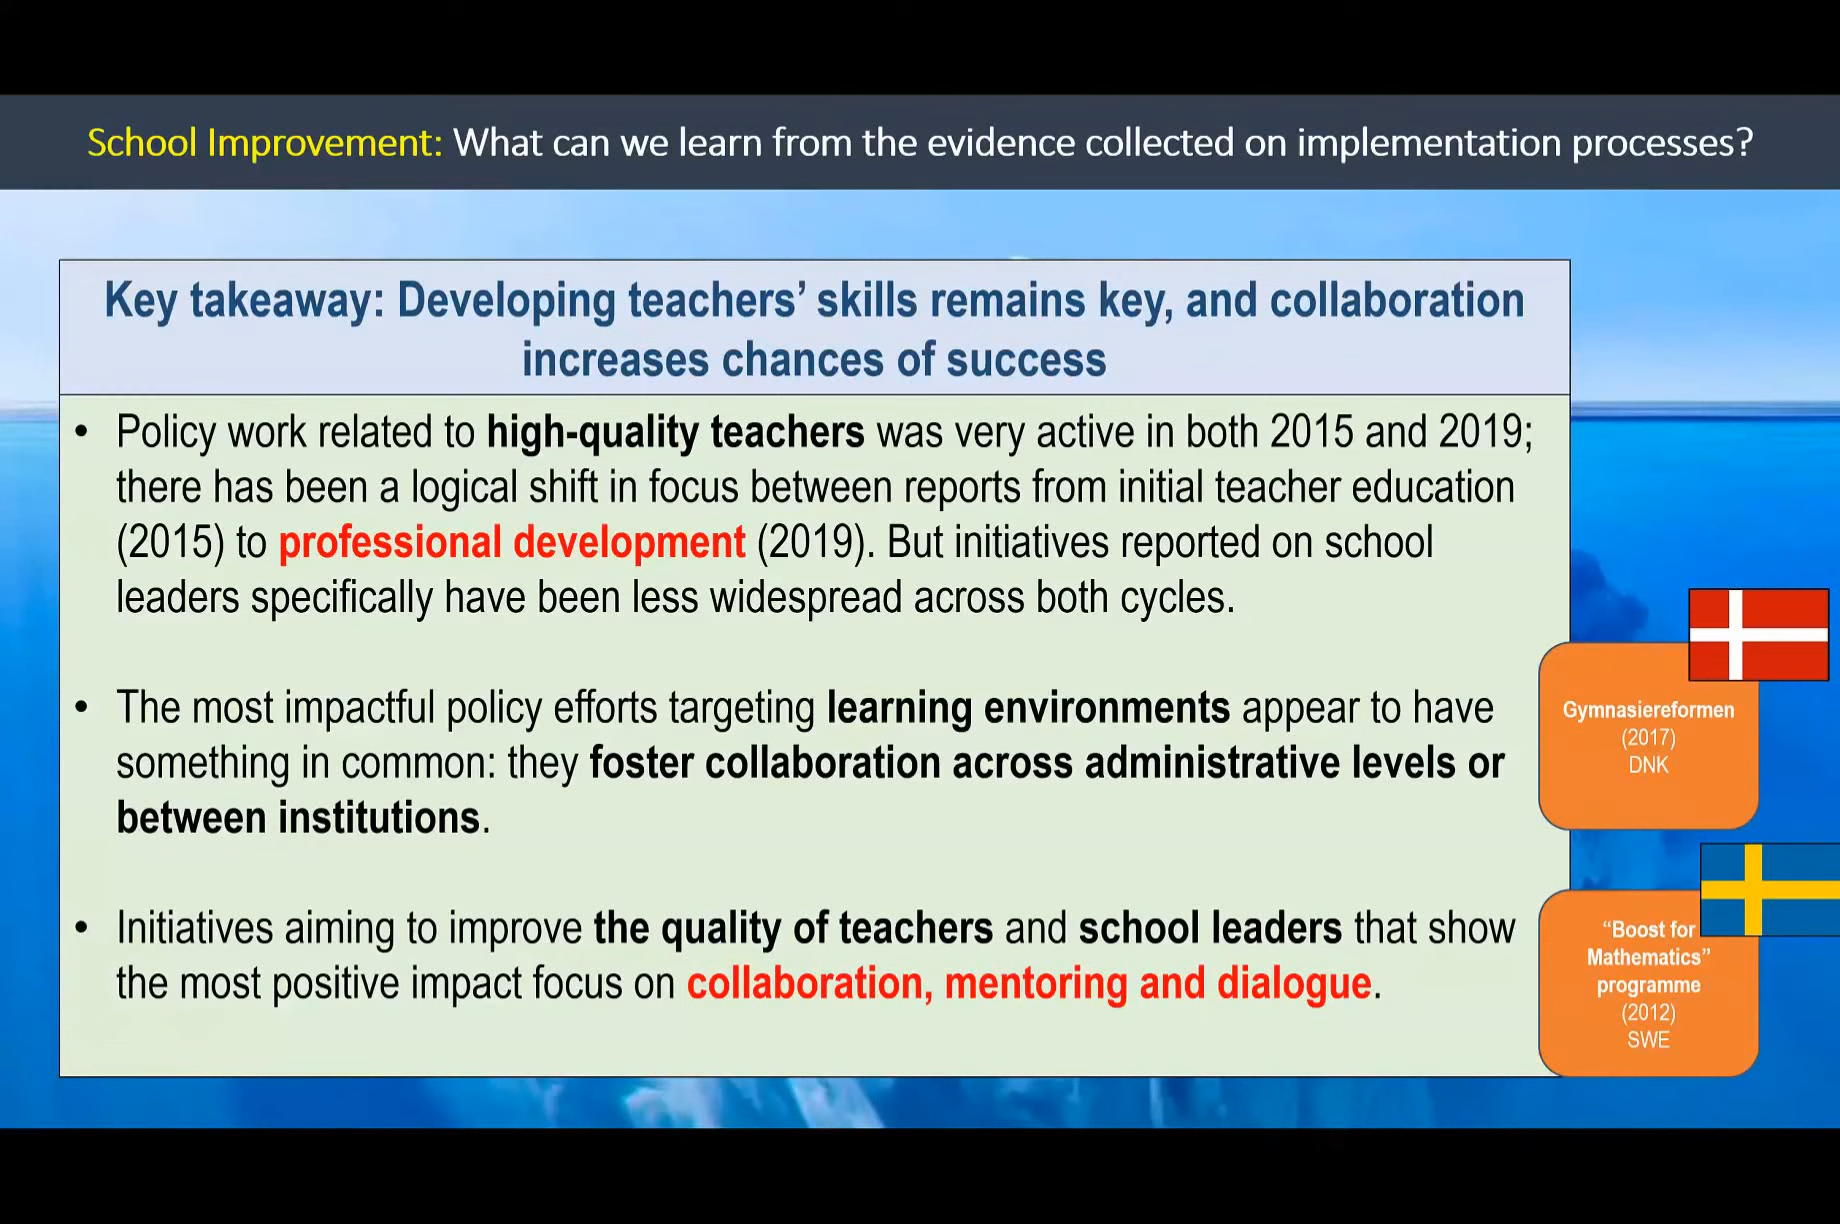 School Improvement: What can we learn from the evidence collected on implementation processes?
Key takeaway: Developing teachers’ skills remains key, and collaboration
increases chances of success
• Policy work related to high-quality teachers was very active in both 2015 and 2019;
there has been a logical shift in focus between reports from initial teacher education
(2015) to professional development (2019). But initiatives reported on school
leaders specifically have been less widespread across both cycles.
• The most impactful policy efforts targeting learning environments appear to have
something in common: they foster collaboration across administrative levels or
between institutions.
• Initiatives aiming to improve the quality of teachers and school leaders that show
the most positive impact focus on collaboration, mentoring and dialogue.
Gymnasiereformen
(2017)
DNK
“Boost for
Mathematics”
programme
(2012)
SWE